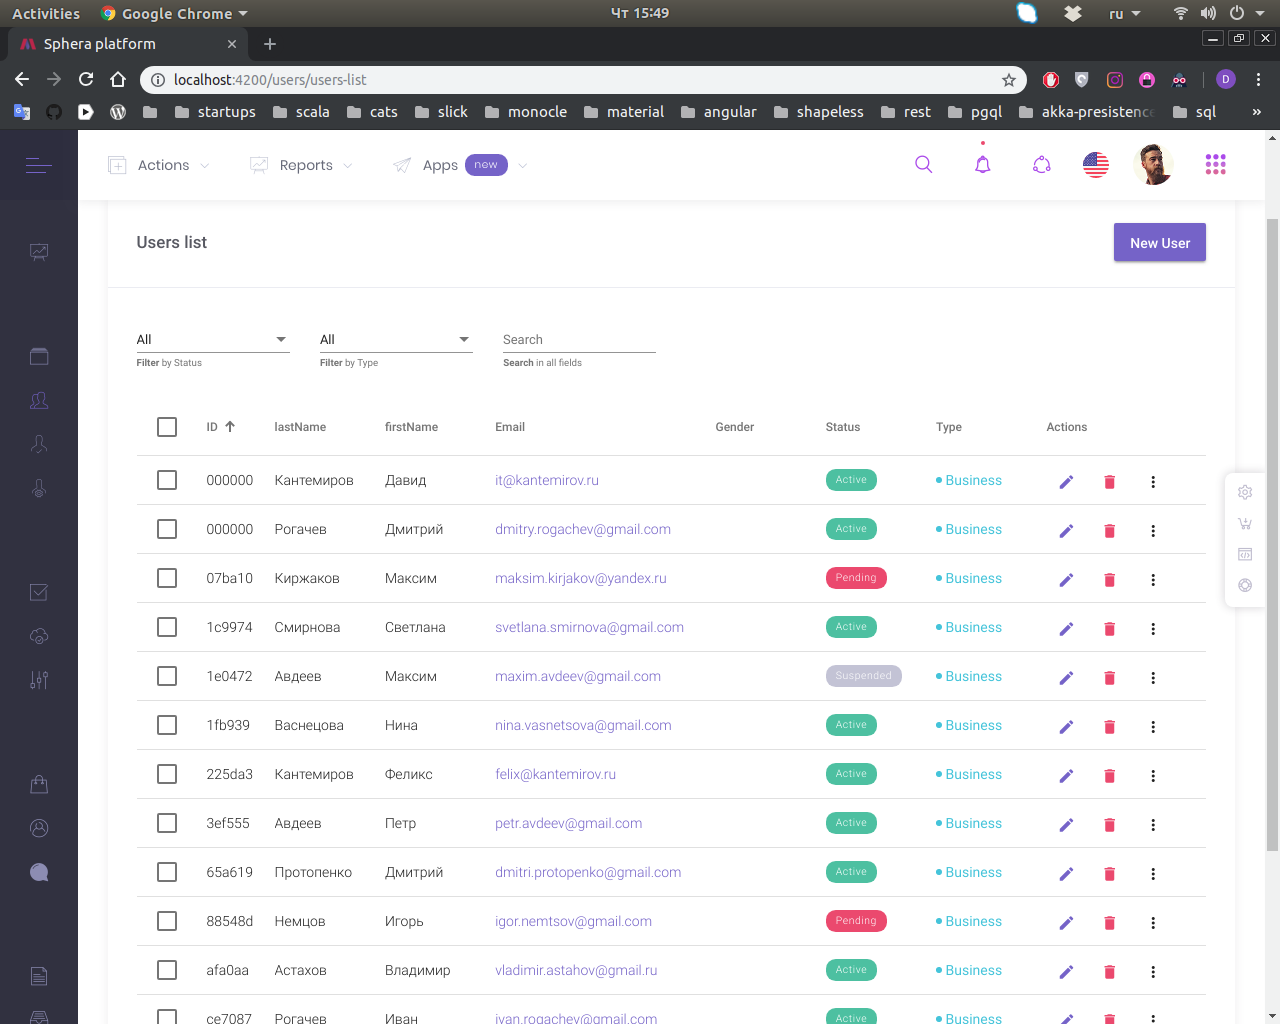 Activities Google Chrome Чт 15:49 ru
Sphera platform
localhost:4200/users/users-list D
startups scala cats slick monocle material angular shapeless rest pgql akka-presistence sql »
Actions Reports Apps new
Users list New User
All All Search
Filter by Status Filter by Type Search in all fields
ID lastName firstName Email Gender Status Type Actions
000000 Кантемиров Давид it@kantemirov.ru Active Business
000000 Рогачев Дмитрий dmitry.rogachev@gmail.com Active Business
07ba10 Киржаков Максим maksim.kirjakov@yandex.ru Pending Business
1c9974 Смирнова Светлана svetlana.smirnova@gmail.com Active Business
1e0472 Авдеев Максим maxim.avdeev@gmail.com Suspended Business
1fb939 Васнецова Нина nina.vasnetsova@gmail.com Active Business
225da3 Кантемиров Феликс felix@kantemirov.ru Active Business
3ef555 Авдеев Петр petr.avdeev@gmail.com Active Business
65a619 Протопенко Дмитрий dmitri.protopenko@gmail.com Active Business
88548d Немцов Игорь igor.nemtsov@gmail.com Pending Business
afa0aa Астахов Владимир vladimir.astahov@gmail.ru Active Business
ce7087 Рогачев Иван ivan.rogachev@gmail.com Active Business